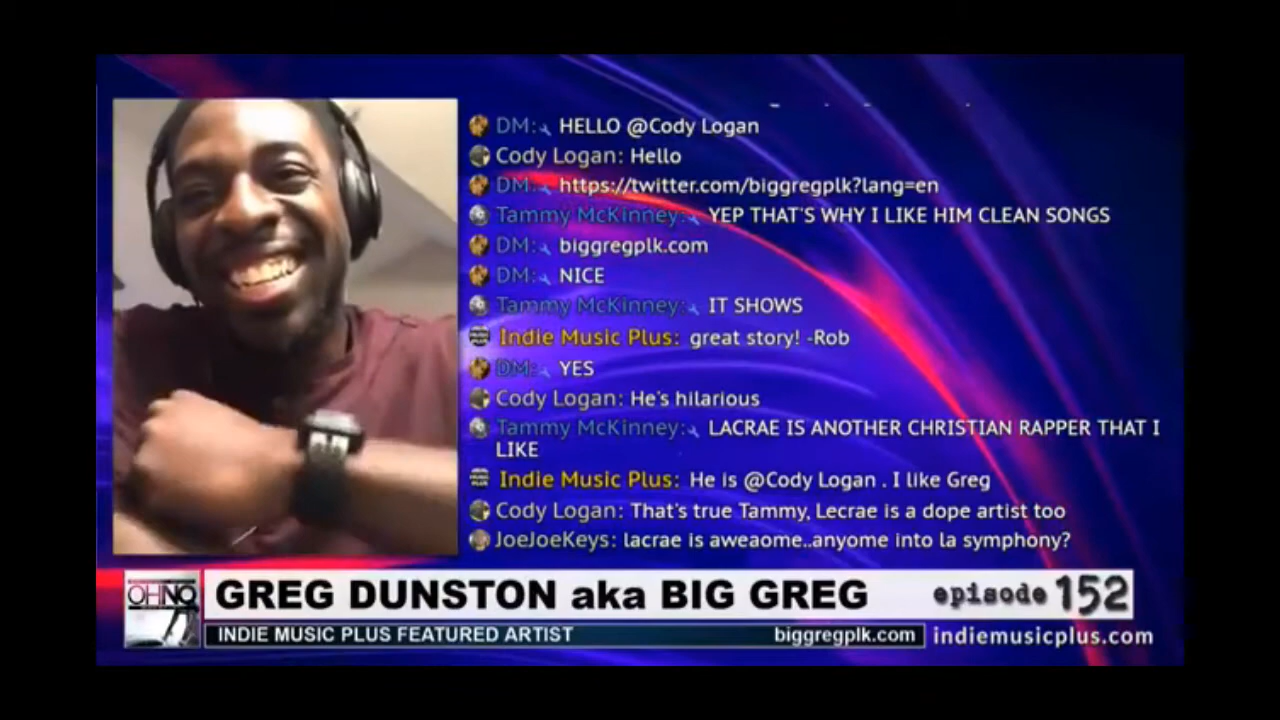 DM: HELLO @Cody Logan
Cody Logan: Hello
DM: https://twitter.com/biggregplk?lang=en
Tammy McKinney: YEP THAT'S WHY I LIKE HIM CLEAN SONGS
DM: biggregplk.com
DM: NICE
Tammy McKinney: IT SHOWS
Indie Music Plus: great story! -Rob
DM: YES
Cody Logan: He's hilarious
Tammy McKinney: LACRAE IS ANOTHER CHRISTIAN RAPPER THAT I
LIKE
Indie Music Plus: He is @Cody Logan . I like Greg
Cody Logan: That's true Tammy, Lecrae is a dope artist too
JoeJoeKeys: lacrae is aweaome..anyome into la symphony?
OHNO
GREG DUNSTON aka BIG GREG
episode 152
INDIE MUSIC PLUS FEATURED ARTIST
biggregplk.com
indiemusicplus.com